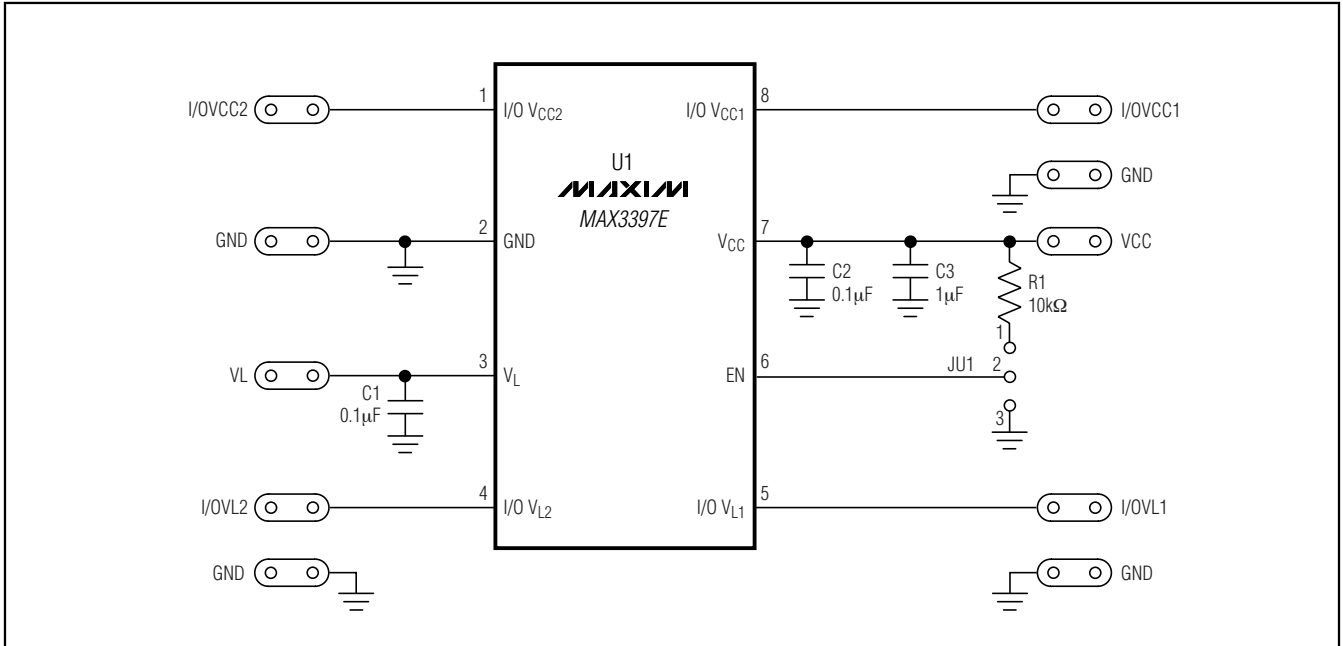 I/OVCC2
1
I/O VCC2
I/O VCC1
8
I/OVCC1
U1
MAXIM
MAX3397E
GND
GND
2
GND
VCC
7
VCC
C2
0.1µF
C3
1µF
R1
10kΩ
VL
3
VL
C1
0.1µF
EN
6
JU1
1
2
3
I/OVL2
4
I/O VL2
I/O VL1
5
I/OVL1
GND
GND